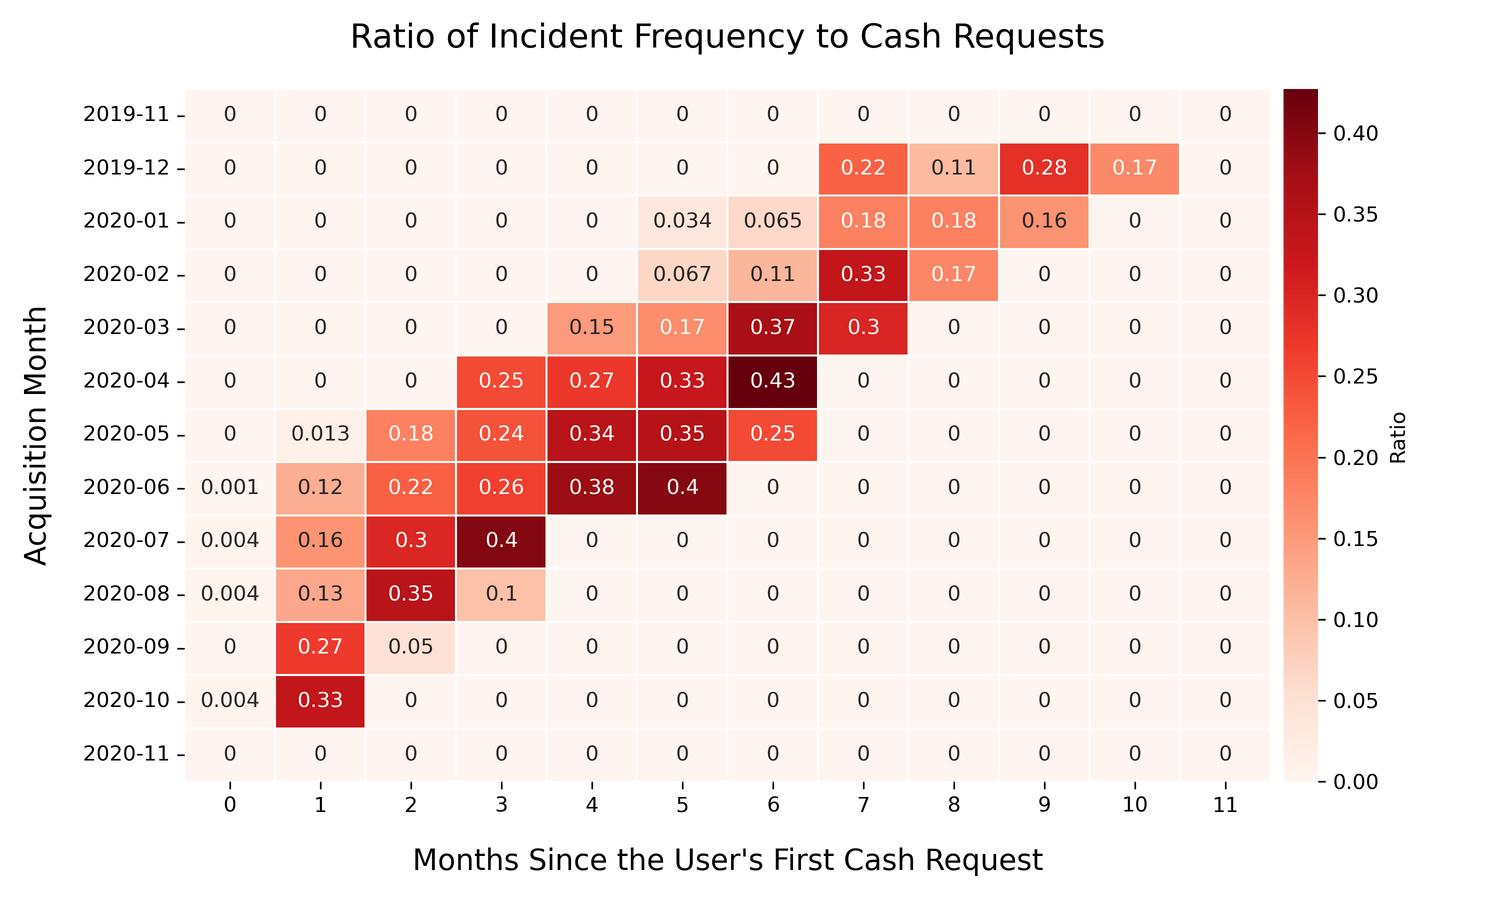 Ratio of Incident Frequency to Cash Requests
2019-11 0 0 0 0 0 0 0 0 0 0 0 0
2019-12 0 0 0 0 0 0 0 0.22 0.11 0.28 0.17 0
2020-01 0 0 0 0 0 0.034 0.065 0.18 0.18 0.16 0 0
2020-02 0 0 0 0 0 0.067 0.11 0.33 0.17 0 0 0
2020-03 0 0 0 0 0.15 0.17 0.37 0.3 0 0 0 0
2020-04 0 0 0 0.25 0.27 0.33 0.43 0 0 0 0 0
2020-05 0 0.013 0.18 0.24 0.34 0.35 0.25 0 0 0 0 0
2020-06 0.001 0.12 0.22 0.26 0.38 0.4 0 0 0 0 0 0
2020-07 0.004 0.16 0.3 0.4 0 0 0 0 0 0 0 0
2020-08 0.004 0.13 0.35 0.1 0 0 0 0 0 0 0 0
2020-09 0 0.27 0.05 0 0 0 0 0 0 0 0 0
2020-10 0.004 0.33 0 0 0 0 0 0 0 0 0 0
2020-11 0 0 0 0 0 0 0 0 0 0 0 0
0 1 2 3 4 5 6 7 8 9 10 11
Months Since the User's First Cash Request
Acquisition Month
0.40
0.35
0.30
0.25
0.20
0.15
0.10
0.05
0.00
Ratio